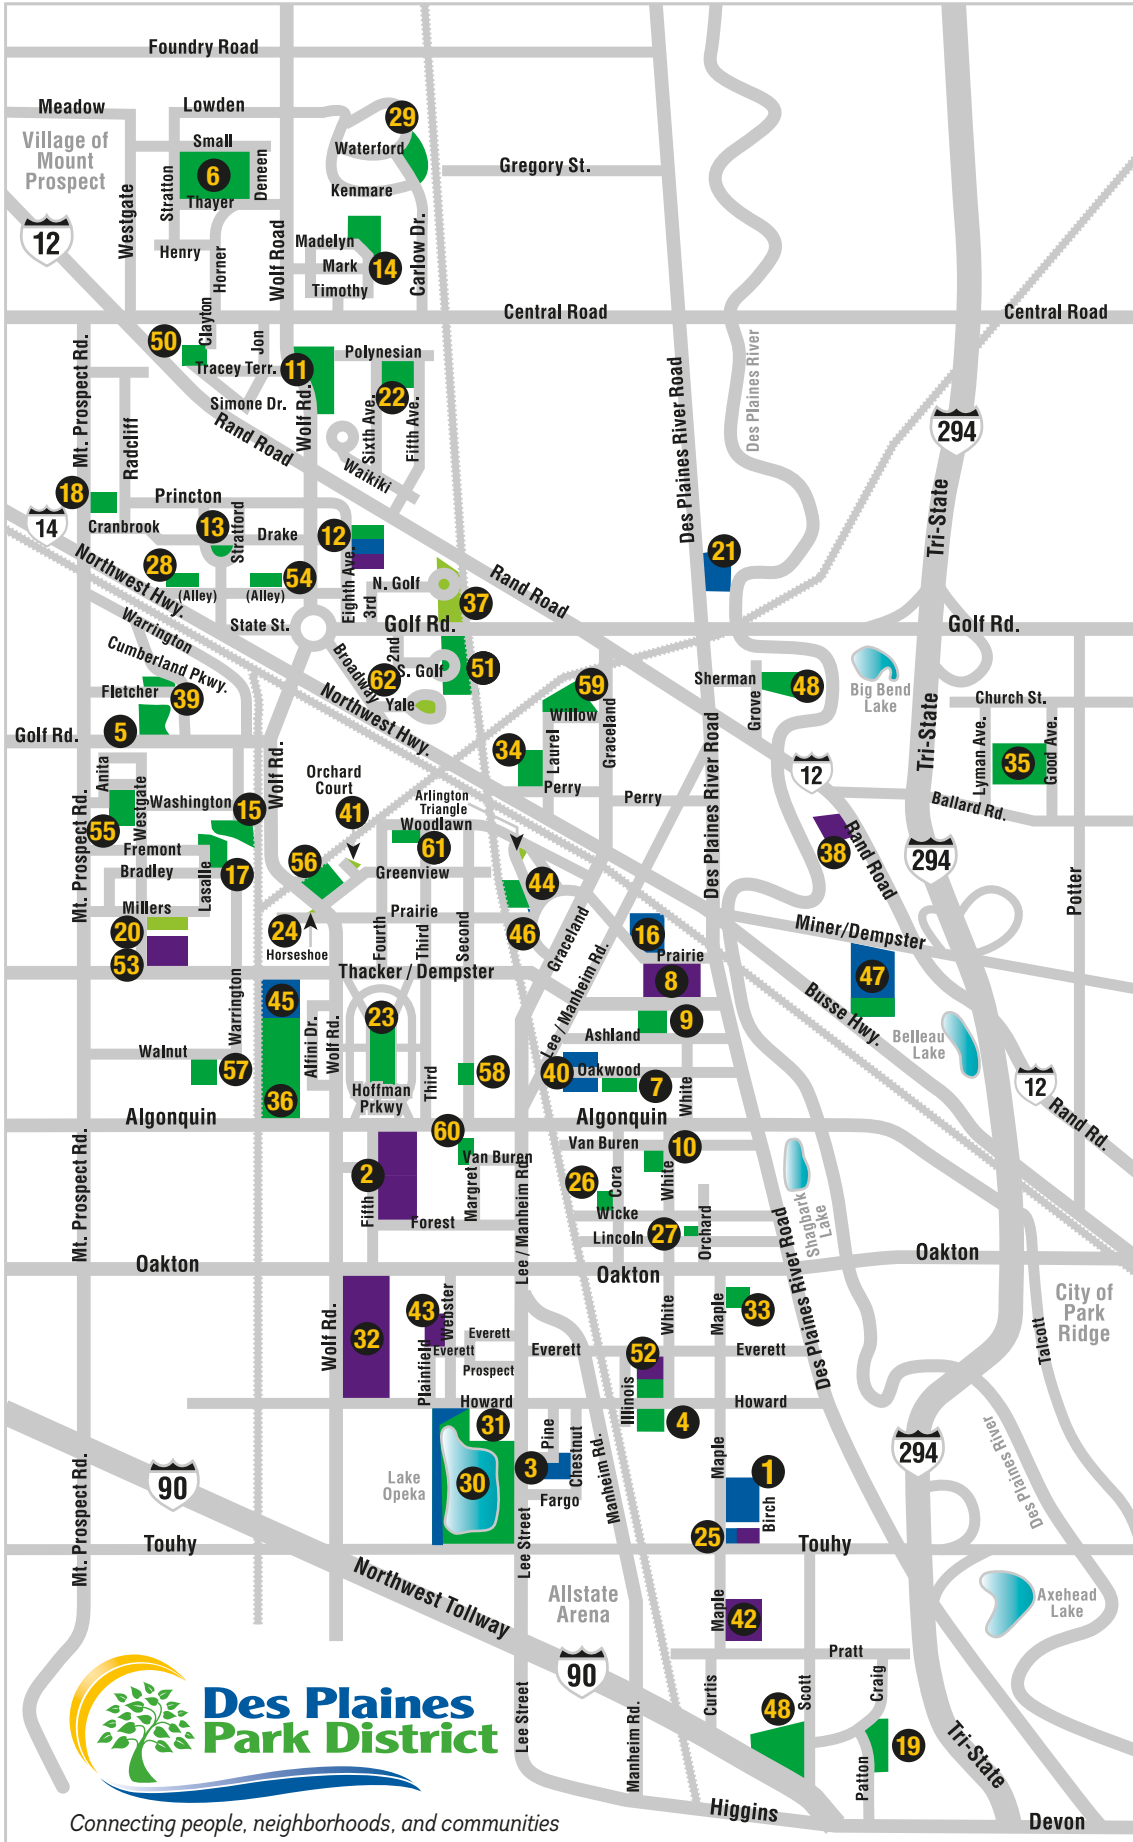 Foundry Road
Meadow
Lowden
29
Village of
Mount
Prospect
Small
Waterford
Gregory St.
6
Deneen
Stratton
Thayer
Kenmare
Westgate
12
Henry
Horner
Wolf Road
Madelyn
Mark
14
Timothy
Carlow Dr.
Central Road
Central Road
Clayton
50
Jon
Tracey Terr.
11
Polynesian
22
Simone Dr.
Wolf Rd.
Sixth Ave.
Fifth Ave.
Mt. Prospect Rd.
Radcliff
Rand Road
Waikiki
Des Plaines River Road
Des Plaines River
294
Tri-State
18
Princton
14
Cranbrook
13
Stratford
Drake
12
Eighth Ave.
28
(Alley)
54
(Alley)
N. Golf
3rd
37
Rand Road
21
Northwest Hwy.
State St.
Golf Rd.
Golf Rd.
Warrington
Cumberland Pkwy.
Broadway
2nd
62
S. Golf
51
Yale
Northwest Hwy.
59
Willow
Graceland
Laurel
34
Perry
Perry
Sherman
Grove
48
Big Bend
Lake
Tri-State
Church St.
Lyman Ave.
Good Ave.
35
Ballard Rd.
Fletcher
39
5
Golf Rd.
Anita
Westgate
Washington
15
Wolf Rd.
Orchard
Court
41
Arlington
Triangle
Woodlawn
61
55
Mt. Prospect Rd.
Fremont
Bradley
Lasalle
17
56
Greenview
44
Des Plaines River Road
12
38
Rand Road
294
Potter
Millers
20
53
24
Horseshoe
Prairie
Fourth
Third
Second
46
Graceland
16
Prairie
8
Miner/Dempster
47
Busse Hwy.
Thacker / Dempster
Warrington
45
36
Alfini Dr.
Wolf Rd.
23
Hoffman
Prkwy
Third
58
Lee / Manheim Rd.
9
Ashland
40
Oakwood
7
White
Belleau
Lake
12
Rand Rd.
Walnut
57
Algonquin
Algonquin
60
Van Buren
Margret
2
Fifth
Forest
Van Buren
10
26
Cora
White
Wicke
Lincoln
27
Orchard
Shagbark
Lake
Mt. Prospect Rd.
Lee / Manheim Rd.
Des Plaines River Road
Oakton
Oakton
Oakton
City of
Park
Ridge
Talcott
Wolf Rd.
32
43
Plainfield
Webster
Everett
Everett
Prospect
Everett
52
White
Maple
33
Everett
Howard
Illinois
Howard
4
31
Lake
Opeka
30
3
Pine
Chestnut
Fargo
Manheim Rd.
Maple
1
Birch
25
294
Des Plaines River
90
Mt. Prospect Rd.
Touhy
Touhy
Lee Street
Northwest Tollway
Allstate
Arena
Maple
42
Axehead
Lake
90
Pratt
Curtis
Scott
Craig
48
19
Patton
Tri-State
Lee Street
Manheim Rd.
Higgins
Devon
Des Plaines
Park District
Connecting people, neighborhoods, and communities